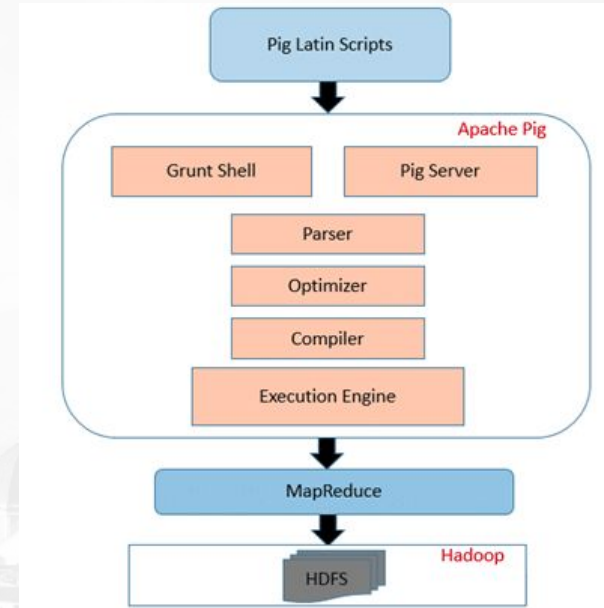 Pig Latin Scripts
Apache Pig
Grunt Shell
Pig Server
Parser
Optimizer
Compiler
Execution Engine
MapReduce
Hadoop
HDFS